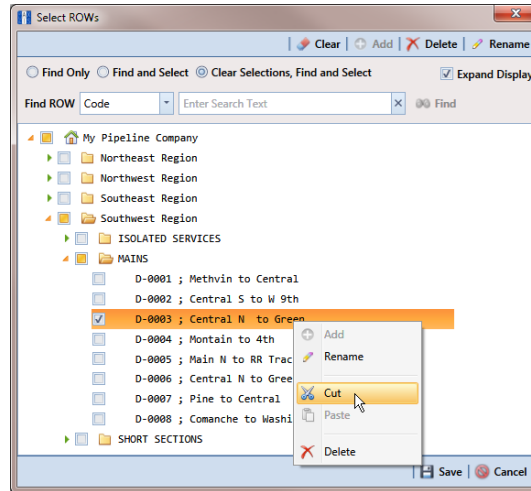 Select ROWs
Clear Add Delete Rename
Find Only Find and Select Clear Selections, Find and Select Expand Display
Find ROW Code Enter Search Text Find
My Pipeline Company
Northeast Region
Northwest Region
Southeast Region
Southwest Region
ISOLATED SERVICES
MAINS
D-0001 ; Methvin to Central
D-0002 ; Central S to W 9th
D-0003 ; Central N to Green
D-0004 ; Montain to 4th
D-0005 ; Main N to RR Trac
D-0006 ; Central N to Gree
D-0007 ; Pine to Central
D-0008 ; Comanche to Washi
SHORT SECTIONS
Add
Rename
Cut
Paste
Delete
Save Cancel